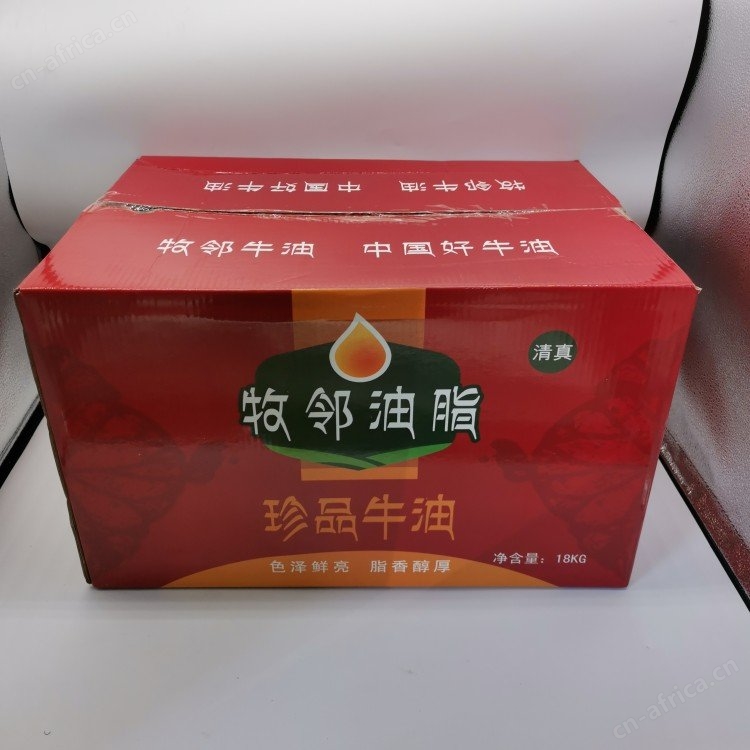 cn-africa.cn
牧邻牛油 中国好牛油
牧邻牛油 中国好牛油
清真
牧邻油脂
珍品牛油
净含量:18KG
色泽鲜亮 脂香醇厚
cn-africa.cn